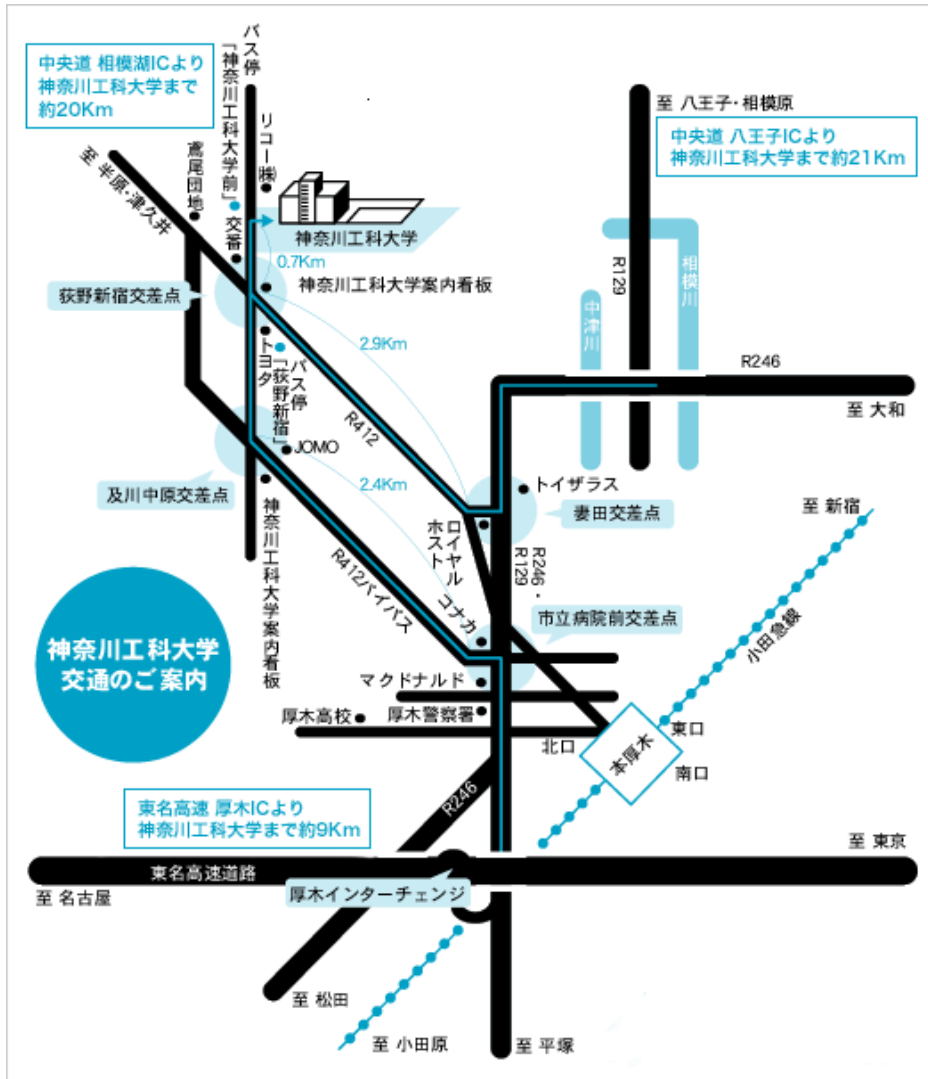 中央道 相模湖ICより
神奈川工科大学まで
約20Km
バス停
「神奈川工科大学前」
リコー㈱
至 八王子・相模原
中央道 八王子ICより
神奈川工科大学まで約21Km
至 半原・津久井
鳶尾団地
交番
神奈川工科大学
0.7Km
神奈川工科大学案内看板
荻野新宿交差点
R129
相模川
中津川
トヨタ
バス停
「荻野新宿」
2.9Km
R412
R246
至 大和
JOMO
2.4Km
及川中原交差点
トイザラス
妻田交差点
至 新宿
神奈川工科大学案内看板
ロイヤル
ホスト
R246・
R129
R412バイパス
コナカ
市立病院前交差点
小田急線
神奈川工科大学
交通のご案内
マクドナルド
厚木高校
厚木警察署
北口
本厚木
東口
南口
R246
東名高速 厚木ICより
神奈川工科大学まで約9Km
至 東京
東名高速道路
至 名古屋
厚木インターチェンジ
至 松田
至 小田原
至 平塚